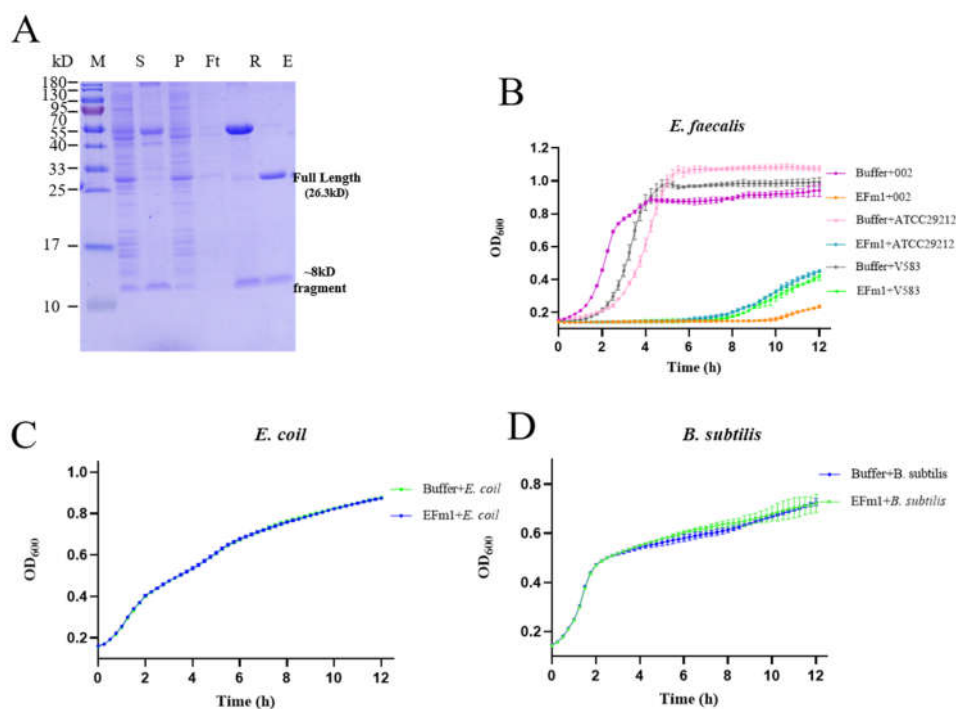 A
kD M S P Ft R E
180
130
95
70
55
40
33
25
17
10
Full Length
(26.3kD)
~8kD
fragment
B
E. faecalis
OD600
1.2
1.0
0.8
0.6
0.4
0.2
0 2 4 6 8 10 12
Time (h)
Buffer+002
EFm1+002
Buffer+ATCC29212
EFm1+ATCC29212
Buffer+V583
EFm1+V583
C
E. coil
OD600
1.0
0.8
0.6
0.4
0.2
0 2 4 6 8 10 12
Time (h)
Buffer+E. coil
EFm1+E. coil
D
B. subtilis
OD600
0.8
0.6
0.4
0.2
0 2 4 6 8 10 12
Time (h)
Buffer+B. subtilis
EFm1+B. subtilis